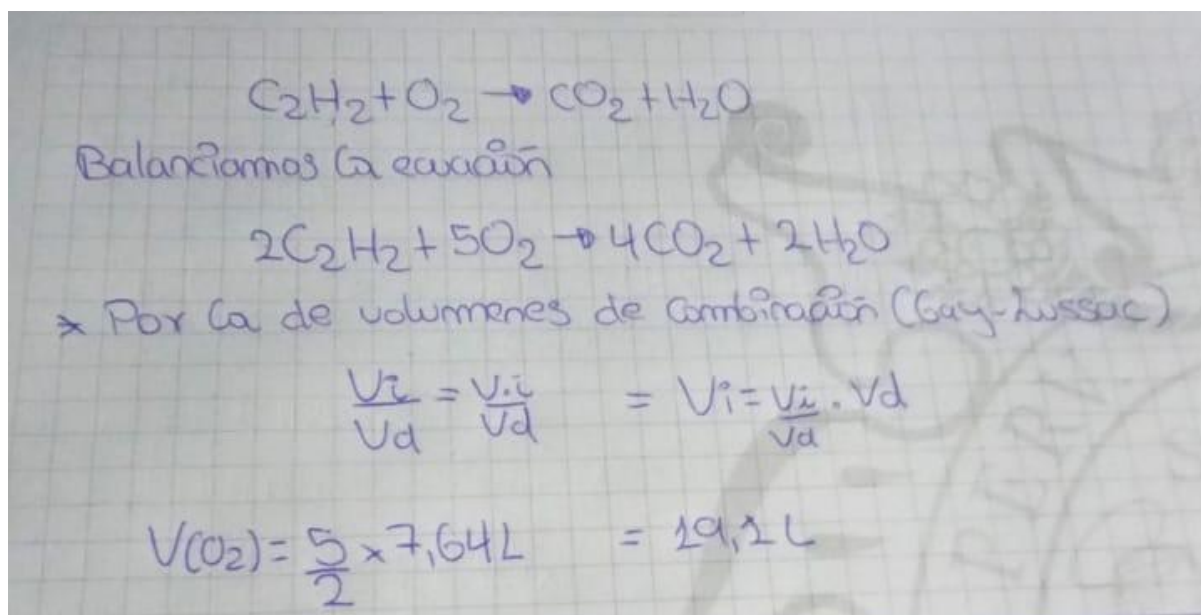 C₂H₂ + O₂ → CO₂ + H₂O
Balanciamos la ecuación
2C₂H₂ + 5O₂ → 4CO₂ + 2H₂O
* Por la de volumenes de combinación (Gay-Lussac)
Vi/Vd = V.i/Vd = Vi = Vi/Vd . Vd
V(O₂) = 5/2 x 7,64L = 19,1L